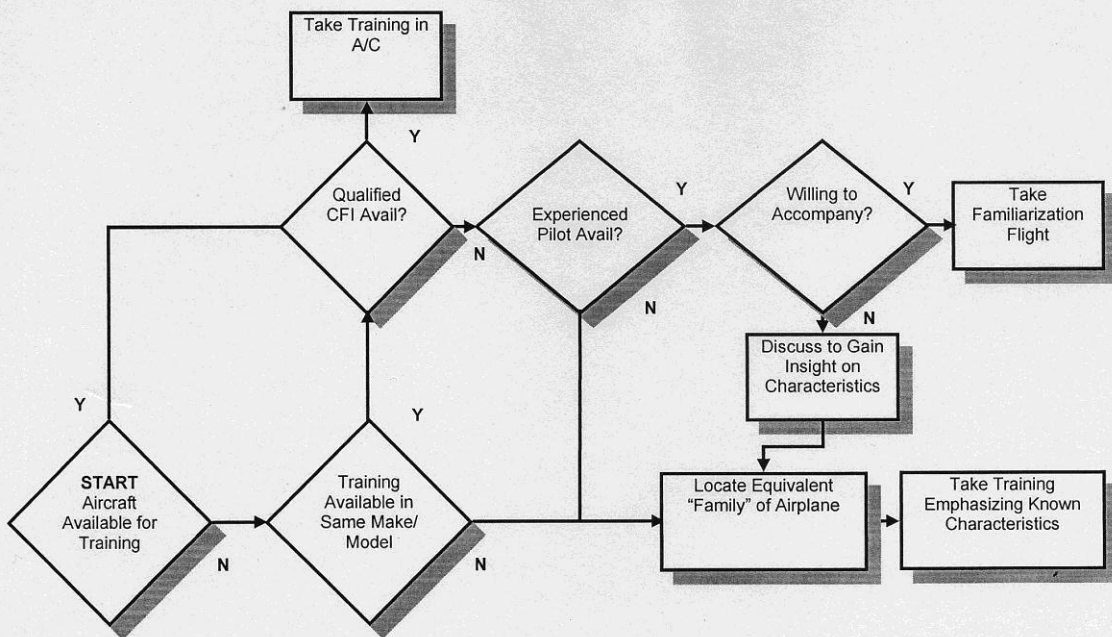 Take Training in
A/C
Y
Qualified
CFI Avail?
N
Experienced
Pilot Avail?
Y
N
Willing to
Accompany?
Y
N
Take
Familiarization
Flight
Discuss to Gain
Insight on
Characteristics
Y
START
Aircraft
Available for
Training
N
Y
Training
Available in
Same Make/
Model
N
Locate Equivalent
“Family” of Airplane
Take Training
Emphasizing Known
Characteristics